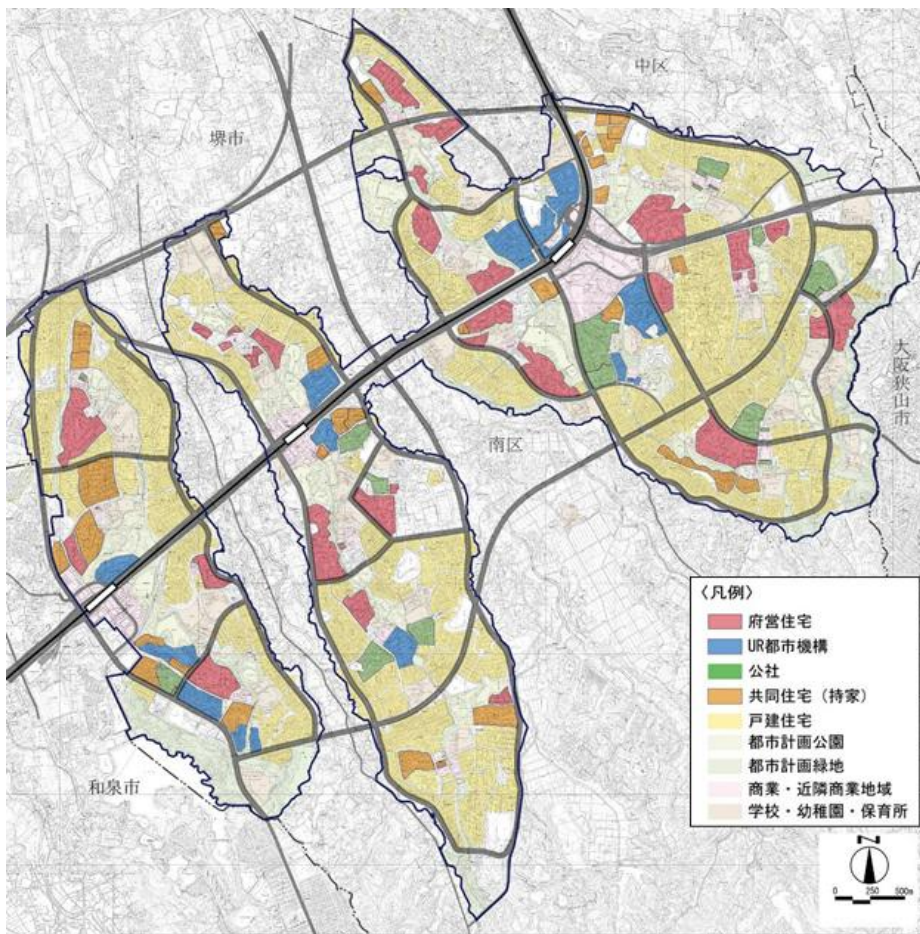 中区
堺市
大阪狭山市
南区
和泉市
〈凡例〉
府営住宅
UR都市機構
公社
共同住宅（持家）
戸建住宅
都市計画公園
都市計画緑地
商業・近隣商業地域
学校・幼稚園・保育所
N
0 250 500m